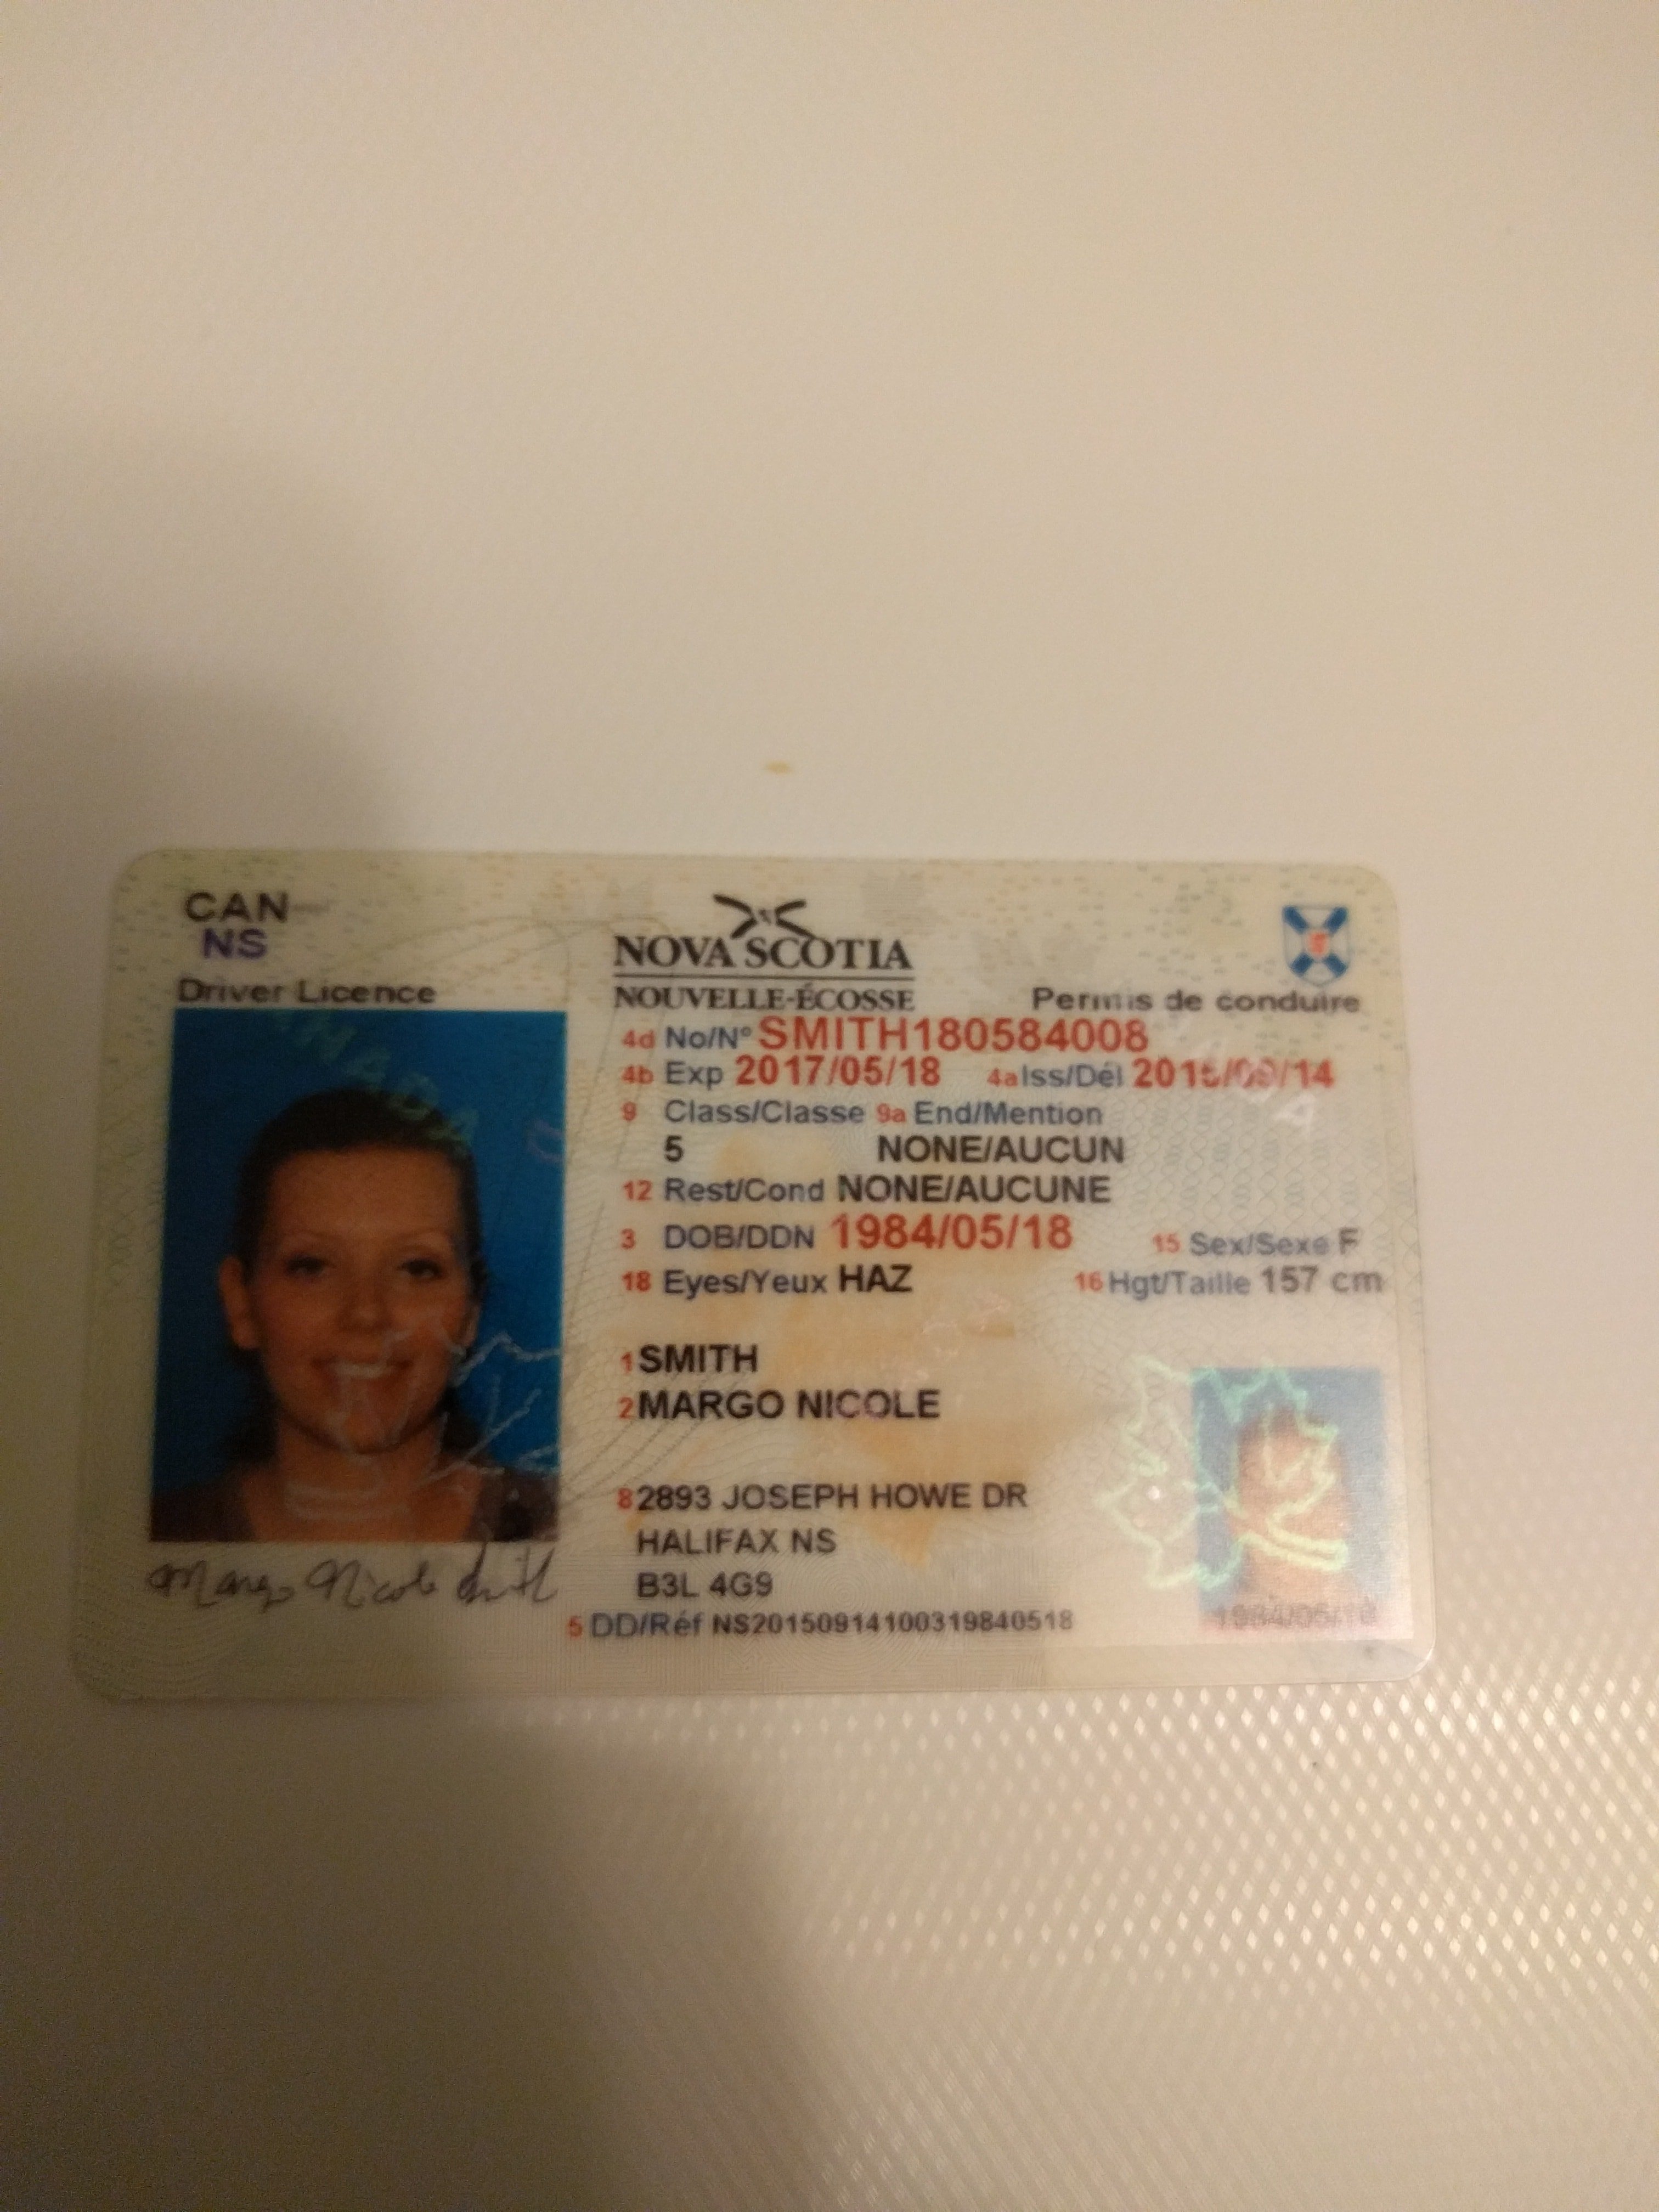 CAN
NS
Driver Licence
NOVA SCOTIA
NOUVELLE-ÉCOSSE
Permis de conduire
4d No/N° SMITH180584008
4b Exp 2017/05/18 4a Iss/Dél 2015/09/14
9 Class/Classe 9a End/Mention
5 NONE/AUCUN
12 Rest/Cond NONE/AUCUNE
3 DOB/DDN 1984/05/18 15 Sex/Sexe F
18 Eyes/Yeux HAZ 16 Hgt/Taille 157 cm
1 SMITH
2 MARGO NICOLE
8 2893 JOSEPH HOWE DR
HALIFAX NS
B3L 4G9
5 DD/Réf NS20150914100319840518
1984/05/18
Margo Nicole Smith